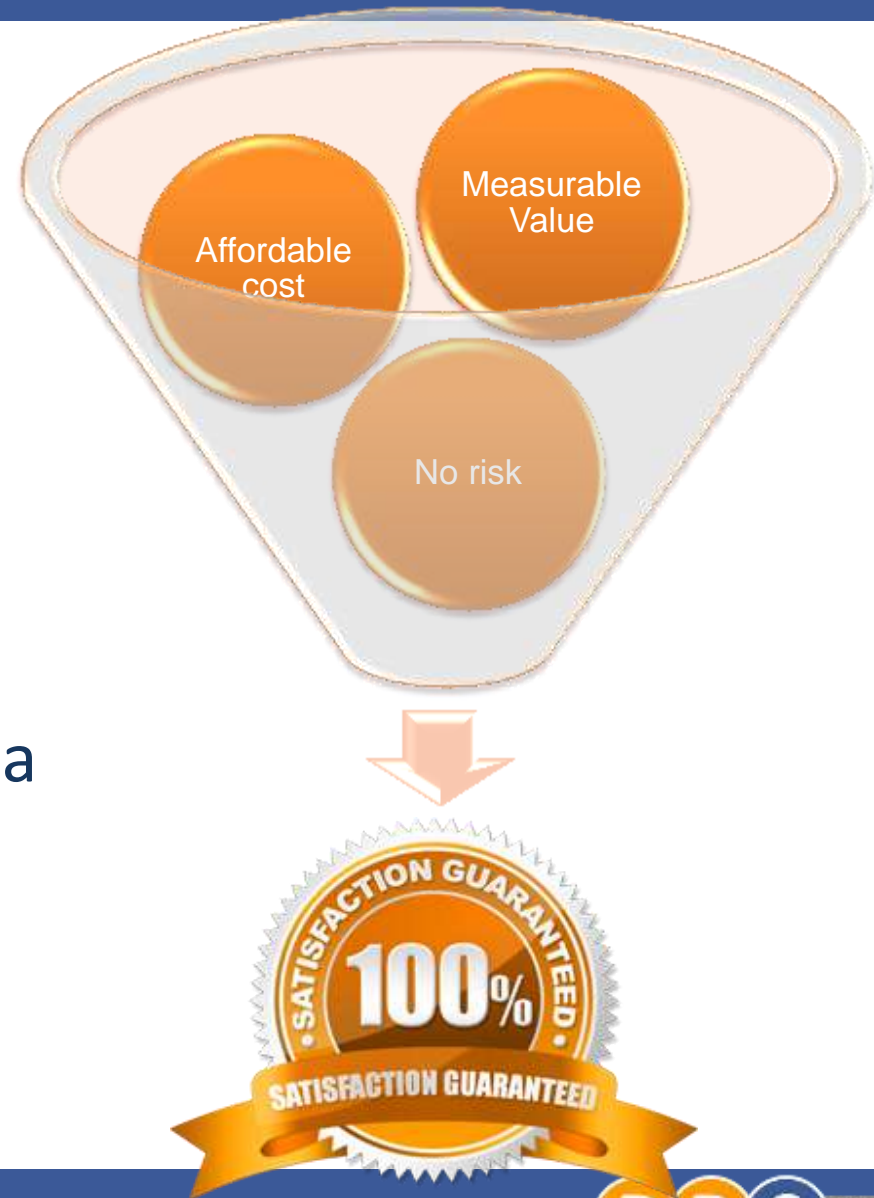 Measurable
Value
Affordable
cost
No risk
a
• SATISFACTION GUARANTEED •
100%
SATISFACTION GUARANTEED